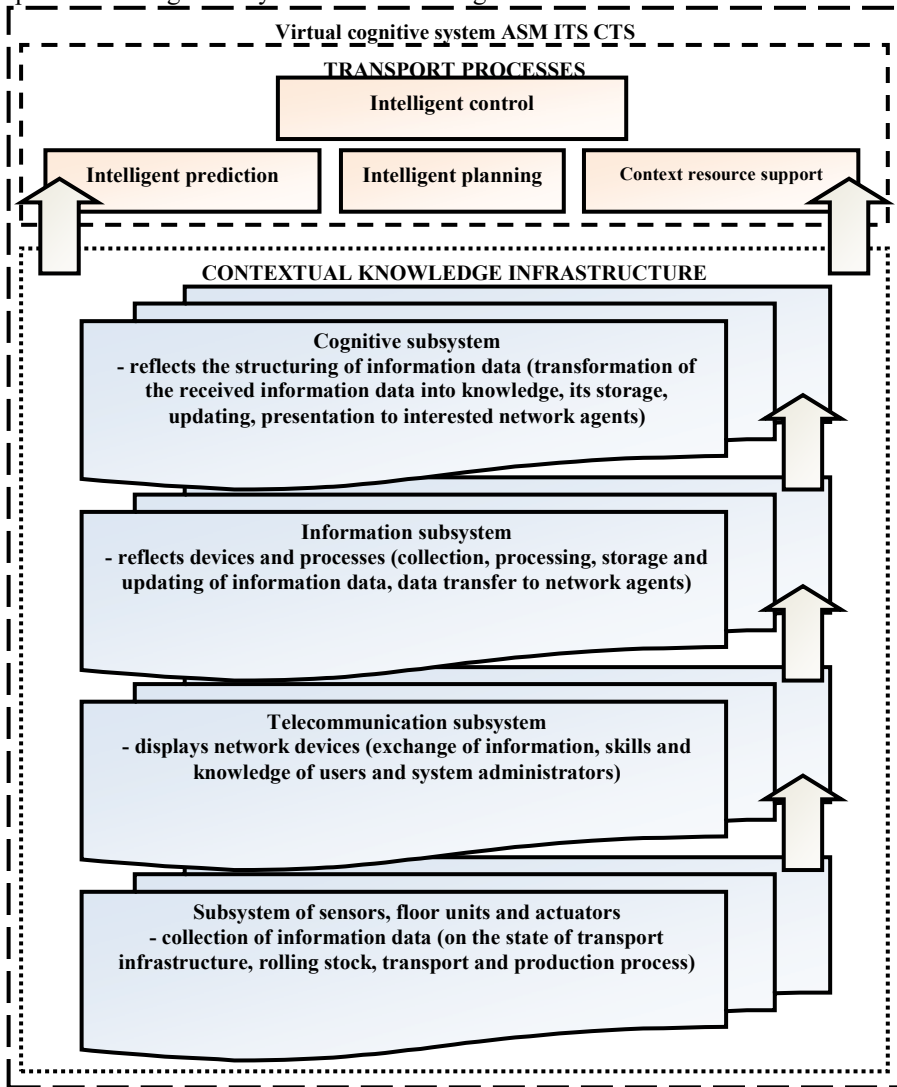 Virtual cognitive system ASM ITS CTS
TRANSPORT PROCESSES
Intelligent control
Intelligent prediction
Intelligent planning
Context resource support
CONTEXTUAL KNOWLEDGE INFRASTRUCTURE
Cognitive subsystem
- reflects the structuring of information data (transformation of
the received information data into knowledge, its storage,
updating, presentation to interested network agents)
Information subsystem
- reflects devices and processes (collection, processing, storage and
updating of information data, data transfer to network agents)
Telecommunication subsystem
- displays network devices (exchange of information, skills and
knowledge of users and system administrators)
Subsystem of sensors, floor units and actuators
- collection of information data (on the state of transport
infrastructure, rolling stock, transport and production process)